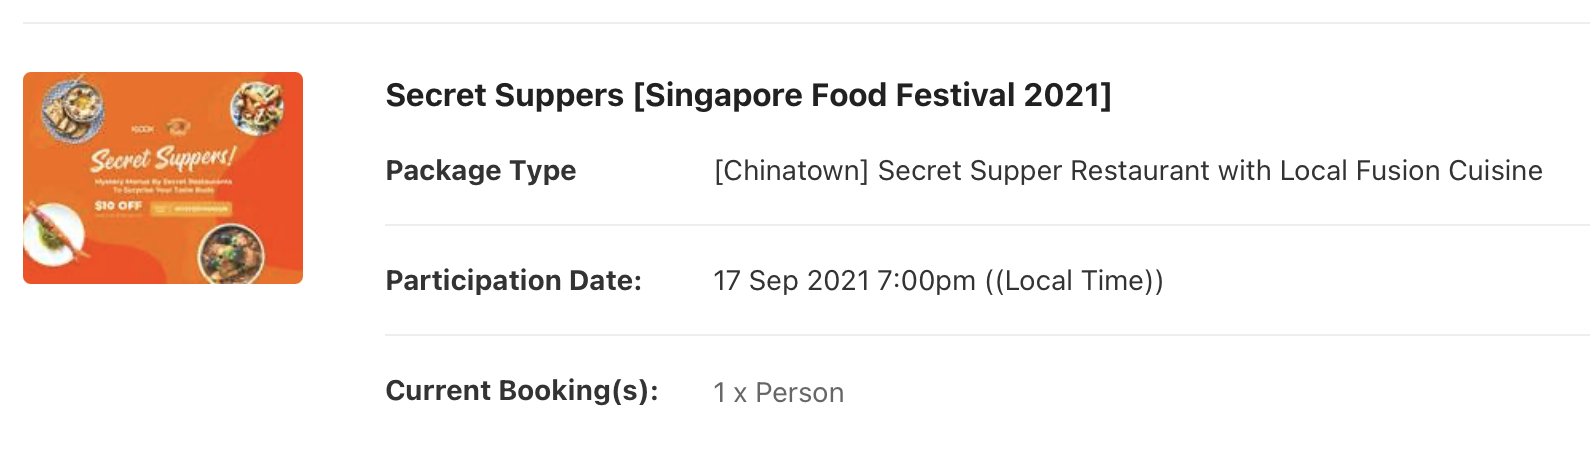 Secret Suppers [Singapore Food Festival 2021]
Package Type [Chinatown] Secret Supper Restaurant with Local Fusion Cuisine
Participation Date: 17 Sep 2021 7:00pm ((Local Time))
Current Booking(s): 1 x Person
KLOOK
Secret Suppers!
Mystery Menus By Secret Restaurants
To Surprise Your Taste Buds
$10 OFF